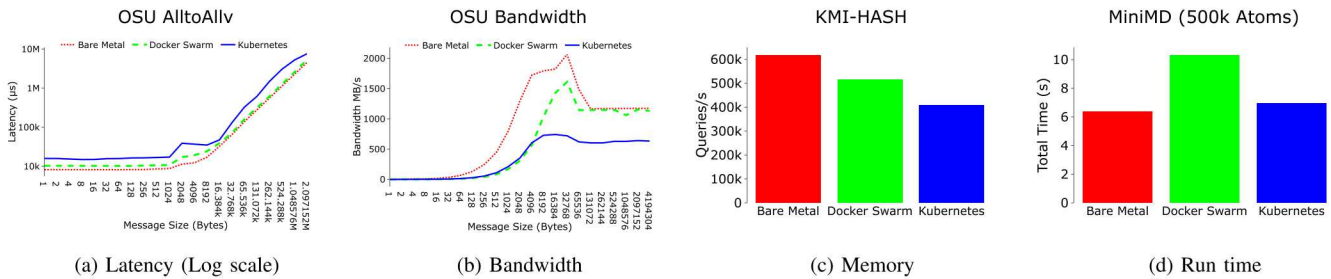 OSU AlltoAllv
Bare Metal Docker Swarm Kubernetes
10M
1M
100k
10k
Latency (μs)
1
2
4
8
16
32
64
128
256
512
1024
2048
4096
8192
16.384k
32.768k
65.536k
131.072k
262.144k
524.288k
1.048576M
2.097152M
Message Size (Bytes)
(a) Latency (Log scale)
OSU Bandwidth
Bare Metal Docker Swarm Kubernetes
2000
1500
1000
500
0
Bandwidth MB/s
1
2
4
8
16
32
64
128
256
512
1024
2048
4096
8192
16384
32768
65536
131072
262144
524288
1048576
2097152
4194304
Message Size (Bytes)
(b) Bandwidth
KMI-HASH
600k
500k
400k
300k
200k
100k
0
Queries/s
Bare Metal Docker Swarm Kubernetes
(c) Memory
MiniMD (500k Atoms)
10
8
6
4
2
0
Total Time (s)
Bare Metal Docker Swarm Kubernetes
(d) Run time